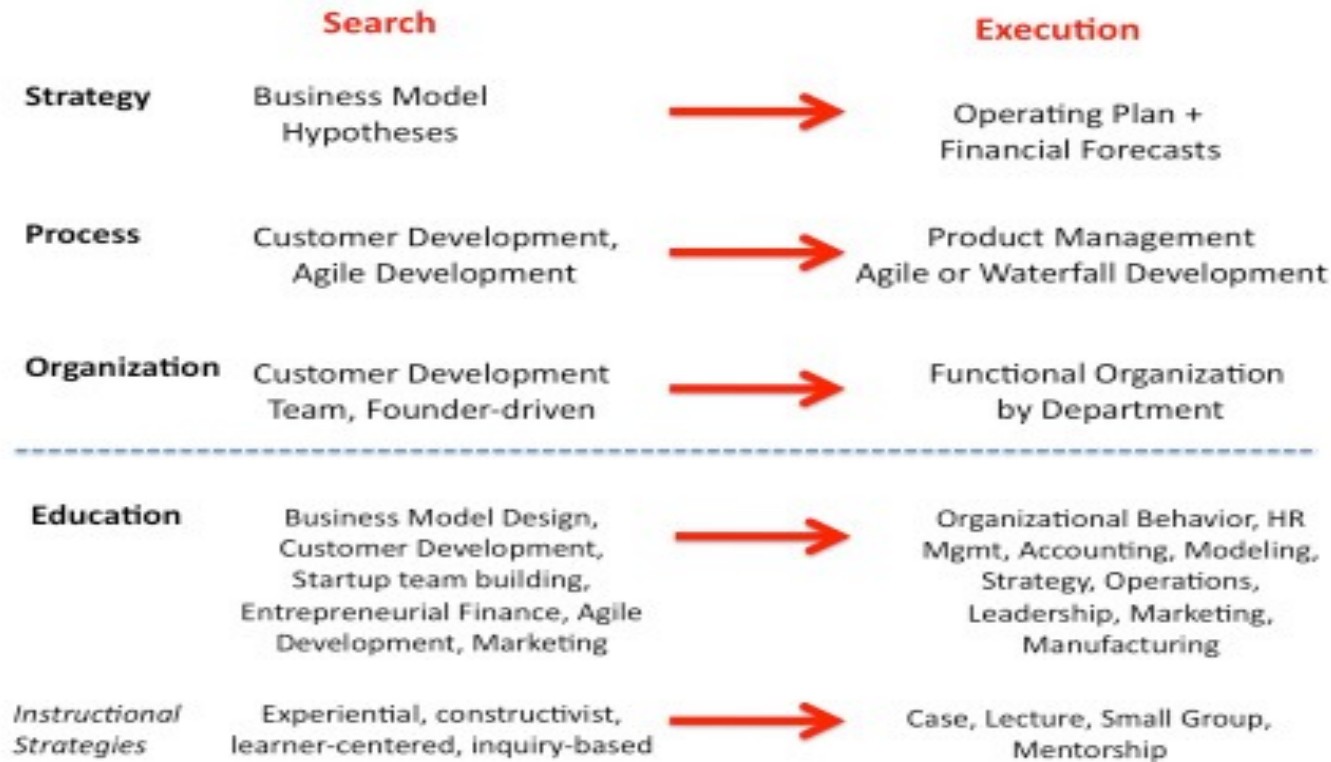 Search
Execution
Strategy
Business Model
Hypotheses
Operating Plan +
Financial Forecasts
Process
Customer Development,
Agile Development
Product Management
Agile or Waterfall Development
Organization
Customer Development
Team, Founder-driven
Functional Organization
by Department
Education
Business Model Design,
Customer Development,
Startup team building,
Entrepreneurial Finance, Agile
Development, Marketing
Organizational Behavior, HR
Mgmt, Accounting, Modeling,
Strategy, Operations,
Leadership, Marketing,
Manufacturing
Instructional
Strategies
Experiential, constructivist,
learner-centered, inquiry-based
Case, Lecture, Small Group,
Mentorship